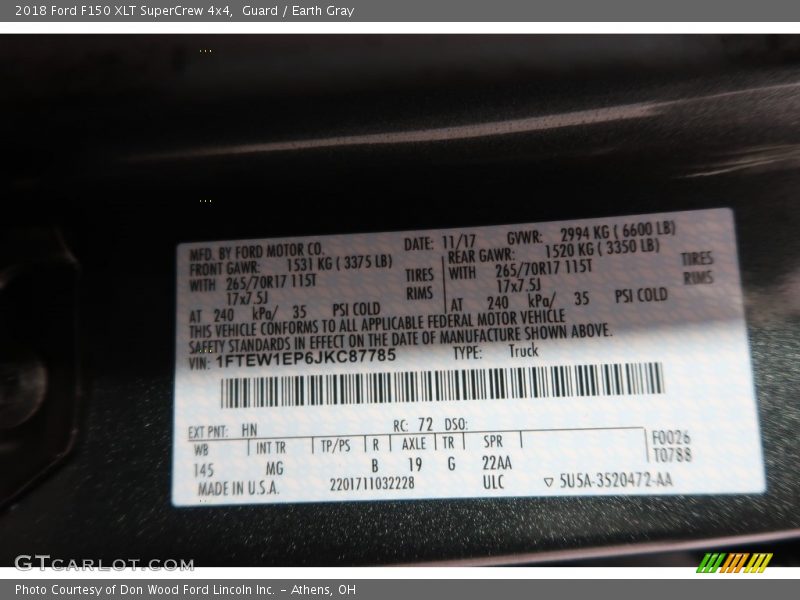 2018 Ford F150 XLT SuperCrew 4x4, Guard / Earth Gray
MFD. BY FORD MOTOR CO. DATE: 11/17 GVWR: 2994 KG ( 6600 LB)
FRONT GAWR: 1531 KG ( 3375 LB) REAR GAWR: 1520 KG ( 3350 LB)
WITH 265/70R17 115T TIRES WITH 265/70R17 115T TIRES
17x7.5J RIMS 17x7.5J RIMS
AT 240 kPa/ 35 PSI COLD AT 240 kPa/ 35 PSI COLD
THIS VEHICLE CONFORMS TO ALL APPLICABLE FEDERAL MOTOR VEHICLE
SAFETY STANDARDS IN EFFECT ON THE DATE OF MANUFACTURE SHOWN ABOVE.
VIN: 1FTEW1EP6JKC87785 TYPE: Truck
EXT PNT: HN RC: 72 DSO:
WB INT TR TP/PS R AXLE TR SPR F0026
145 MG B 19 G 22AA T0788
MADE IN U.S.A. 2201711032228 ULC ▽ 5U5A-3520472-AA
GTCarLot.com
Photo Courtesy of Don Wood Ford Lincoln Inc. – Athens, OH